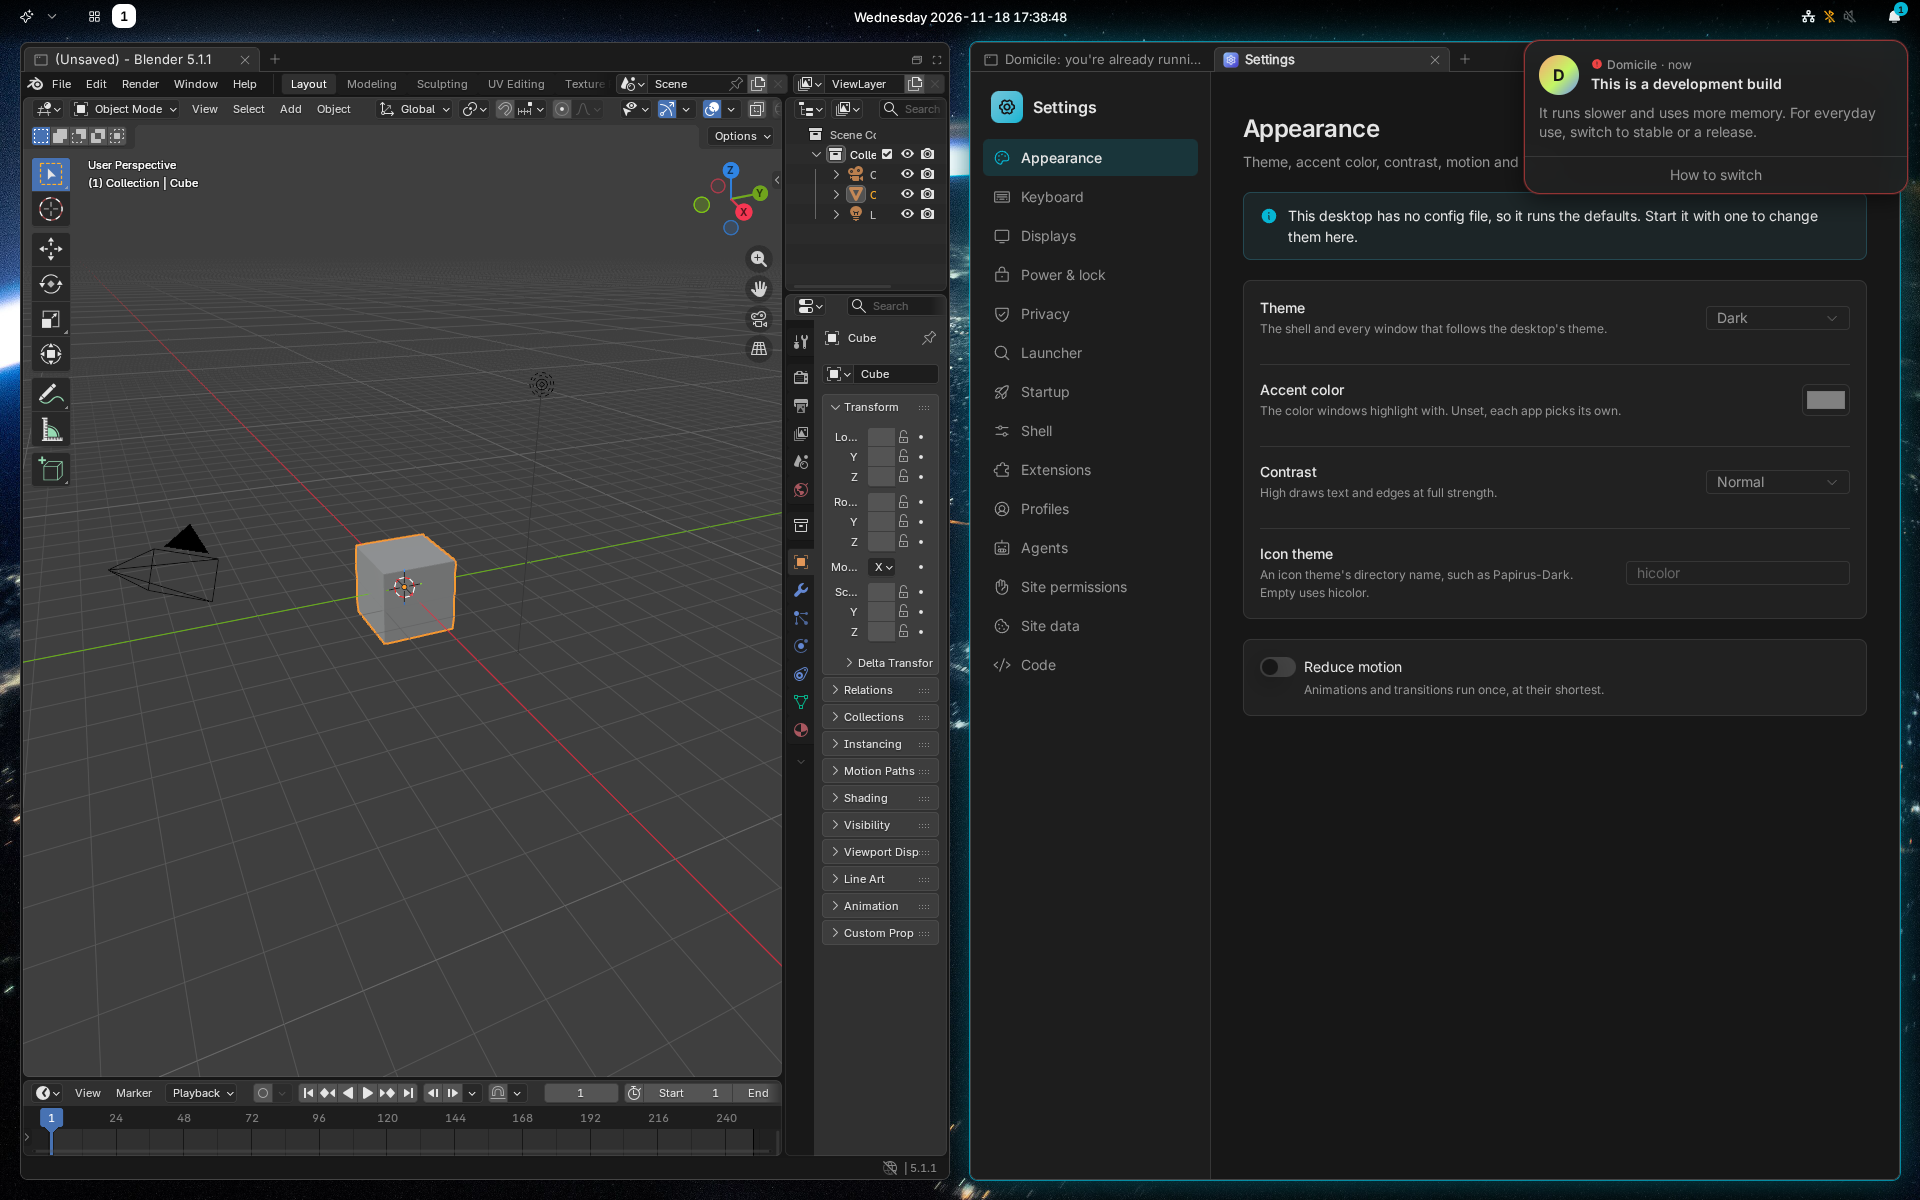 1
Wednesday 2026-11-18 17:38:48
1
(Unsaved) - Blender 5.1.1
File Edit Render Window Help
Layout Modeling Sculpting UV Editing Texture
Scene
ViewLayer
Object Mode
View Select Add Object
Global
Search
Options
User Perspective
(1) Collection | Cube
Z
Y
X
Scene Cc
Colle
C
C
L
Search
Cube
Cube
Transform
Lo...
Y
Z
Ro...
Y
Z
Mo... X
Sc...
Y
Z
Delta Transfor
Relations
Collections
Instancing
Motion Paths
Shading
Visibility
Viewport Disp
Line Art
Animation
Custom Prop
View Marker Playback
1
Start 1 End
1 24 48 72 96 120 144 168 192 216 240
5.1.1
Domicile: you're already runni...
Settings
Settings
Appearance
Keyboard
Displays
Power & lock
Privacy
Launcher
Startup
Shell
Extensions
Profiles
Agents
Site permissions
Site data
Code
Appearance
Theme, accent color, contrast, motion and
This desktop has no config file, so it runs the defaults. Start it with one to change
them here.
Theme
The shell and every window that follows the desktop's theme.
Dark
Accent color
The color windows highlight with. Unset, each app picks its own.
Contrast
High draws text and edges at full strength.
Normal
Icon theme
An icon theme's directory name, such as Papirus-Dark.
Empty uses hicolor.
hicolor
Reduce motion
Animations and transitions run once, at their shortest.
D
Domicile · now
This is a development build
It runs slower and uses more memory. For everyday
use, switch to stable or a release.
How to switch